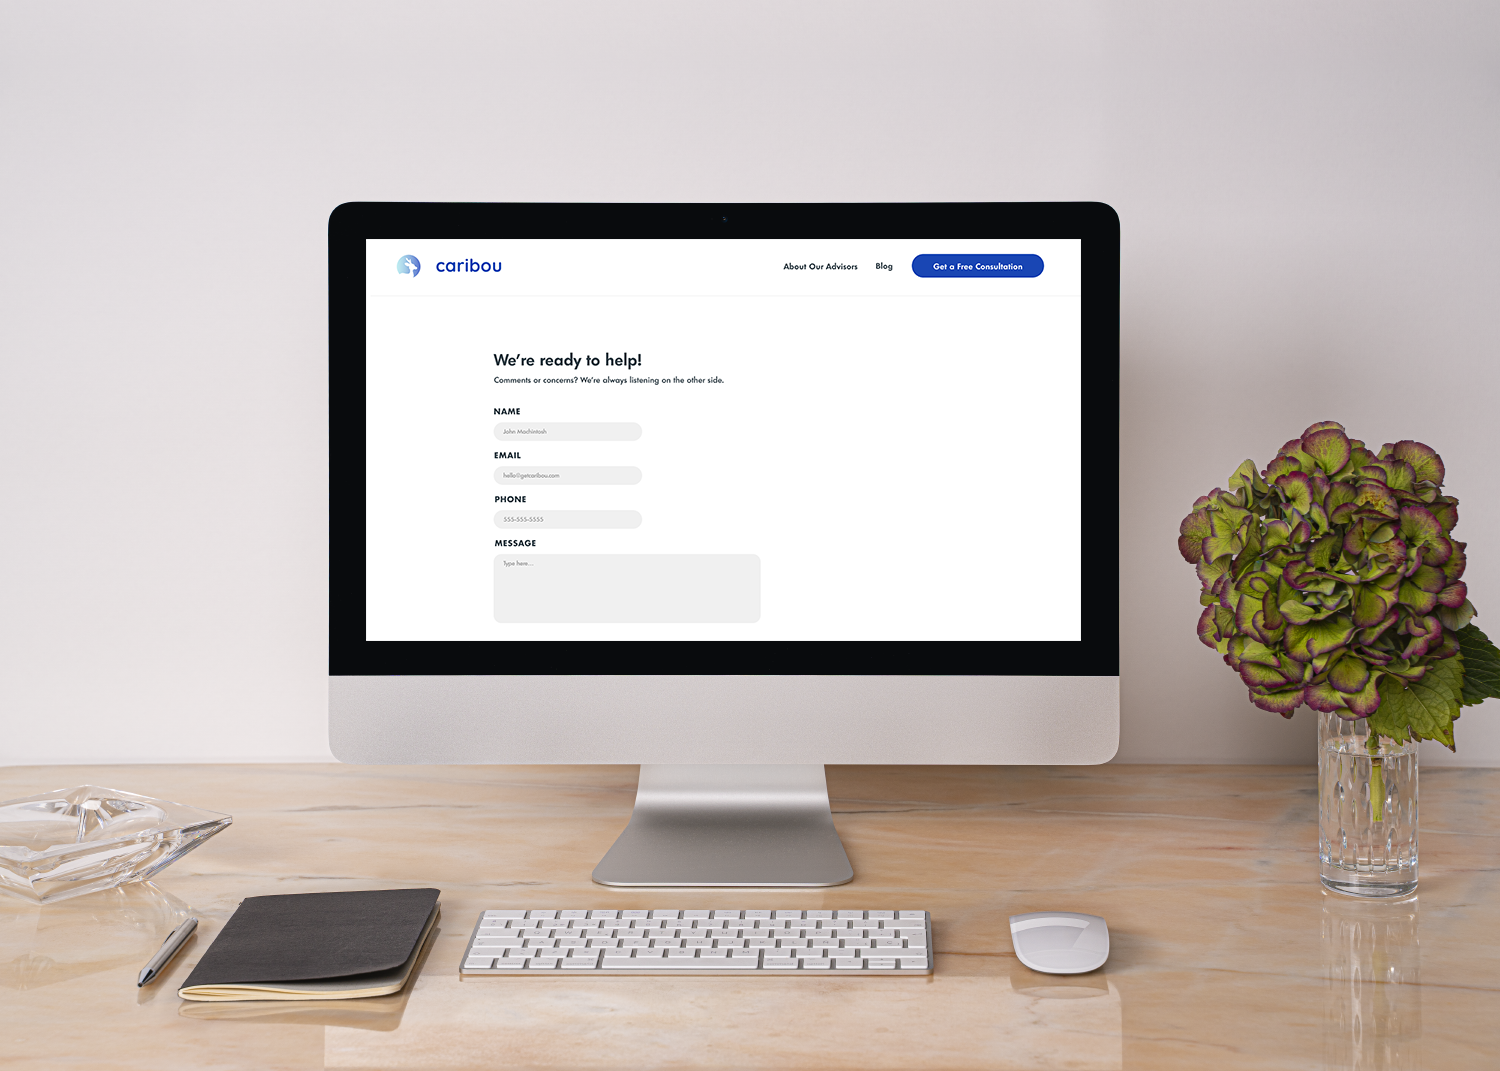 caribou
About Our Advisors
Blog
Get a Free Consultation
We're ready to help!
Comments or concerns? We're always listening on the other side.
NAME
John Machintosh
EMAIL
hello@getcaribou.com
PHONE
555-555-5555
MESSAGE
Type here...